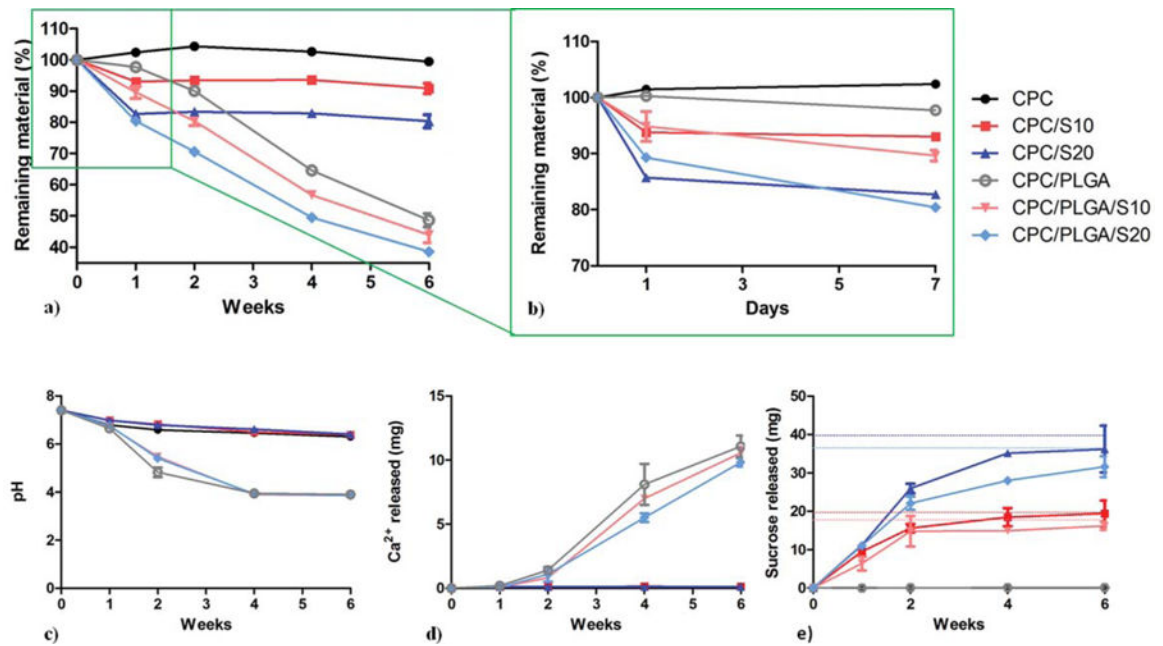 Remaining material (%)
110
100
90
80
70
60
50
40
0 1 2 3 4 5 6
Weeks
a)
Remaining material (%)
110
100
90
80
70
1 3 5 7
Days
b)
CPC
CPC/S10
CPC/S20
CPC/PLGA
CPC/PLGA/S10
CPC/PLGA/S20
pH
8
6
4
2
0
0 1 2 3 4 5 6
Weeks
c)
Ca2+ released (mg)
15
10
5
0
0 1 2 3 4 5 6
Weeks
d)
Sucrose released (mg)
50
40
30
20
10
0
0 2 4 6
Weeks
e)